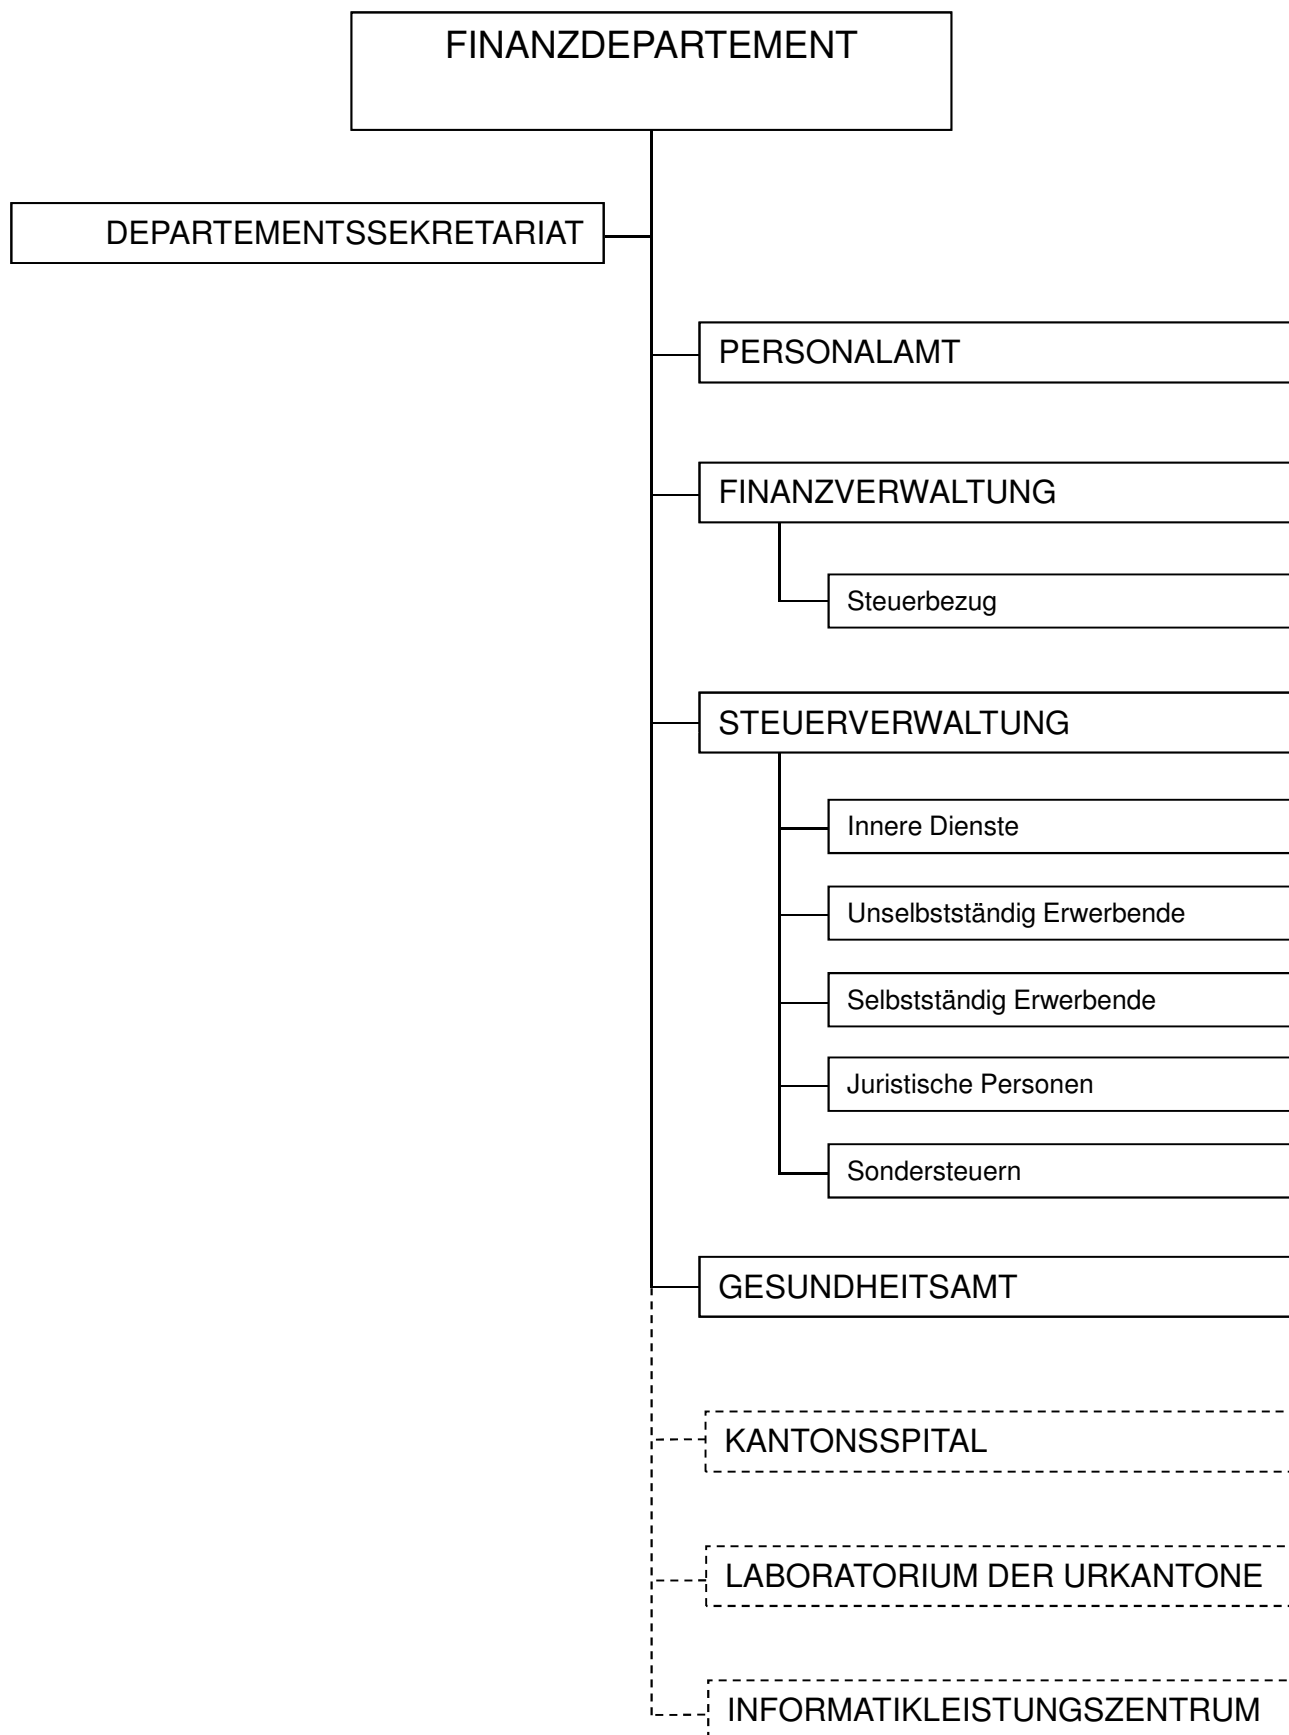 FINANZDEPARTEMENT
DEPARTEMENTSSEKRETARIAT
PERSONALAMT
FINANZVERWALTUNG
Steuerbezug
STEUERVERWALTUNG
Innere Dienste
Unselbstständig Erwerbende
Selbstständig Erwerbende
Juristische Personen
Sondersteuern
GESUNDHEITSAMT
KANTONSSPITAL
LABORATORIUM DER URKANTONE
INFORMATIKLEISTUNGSZENTRUM